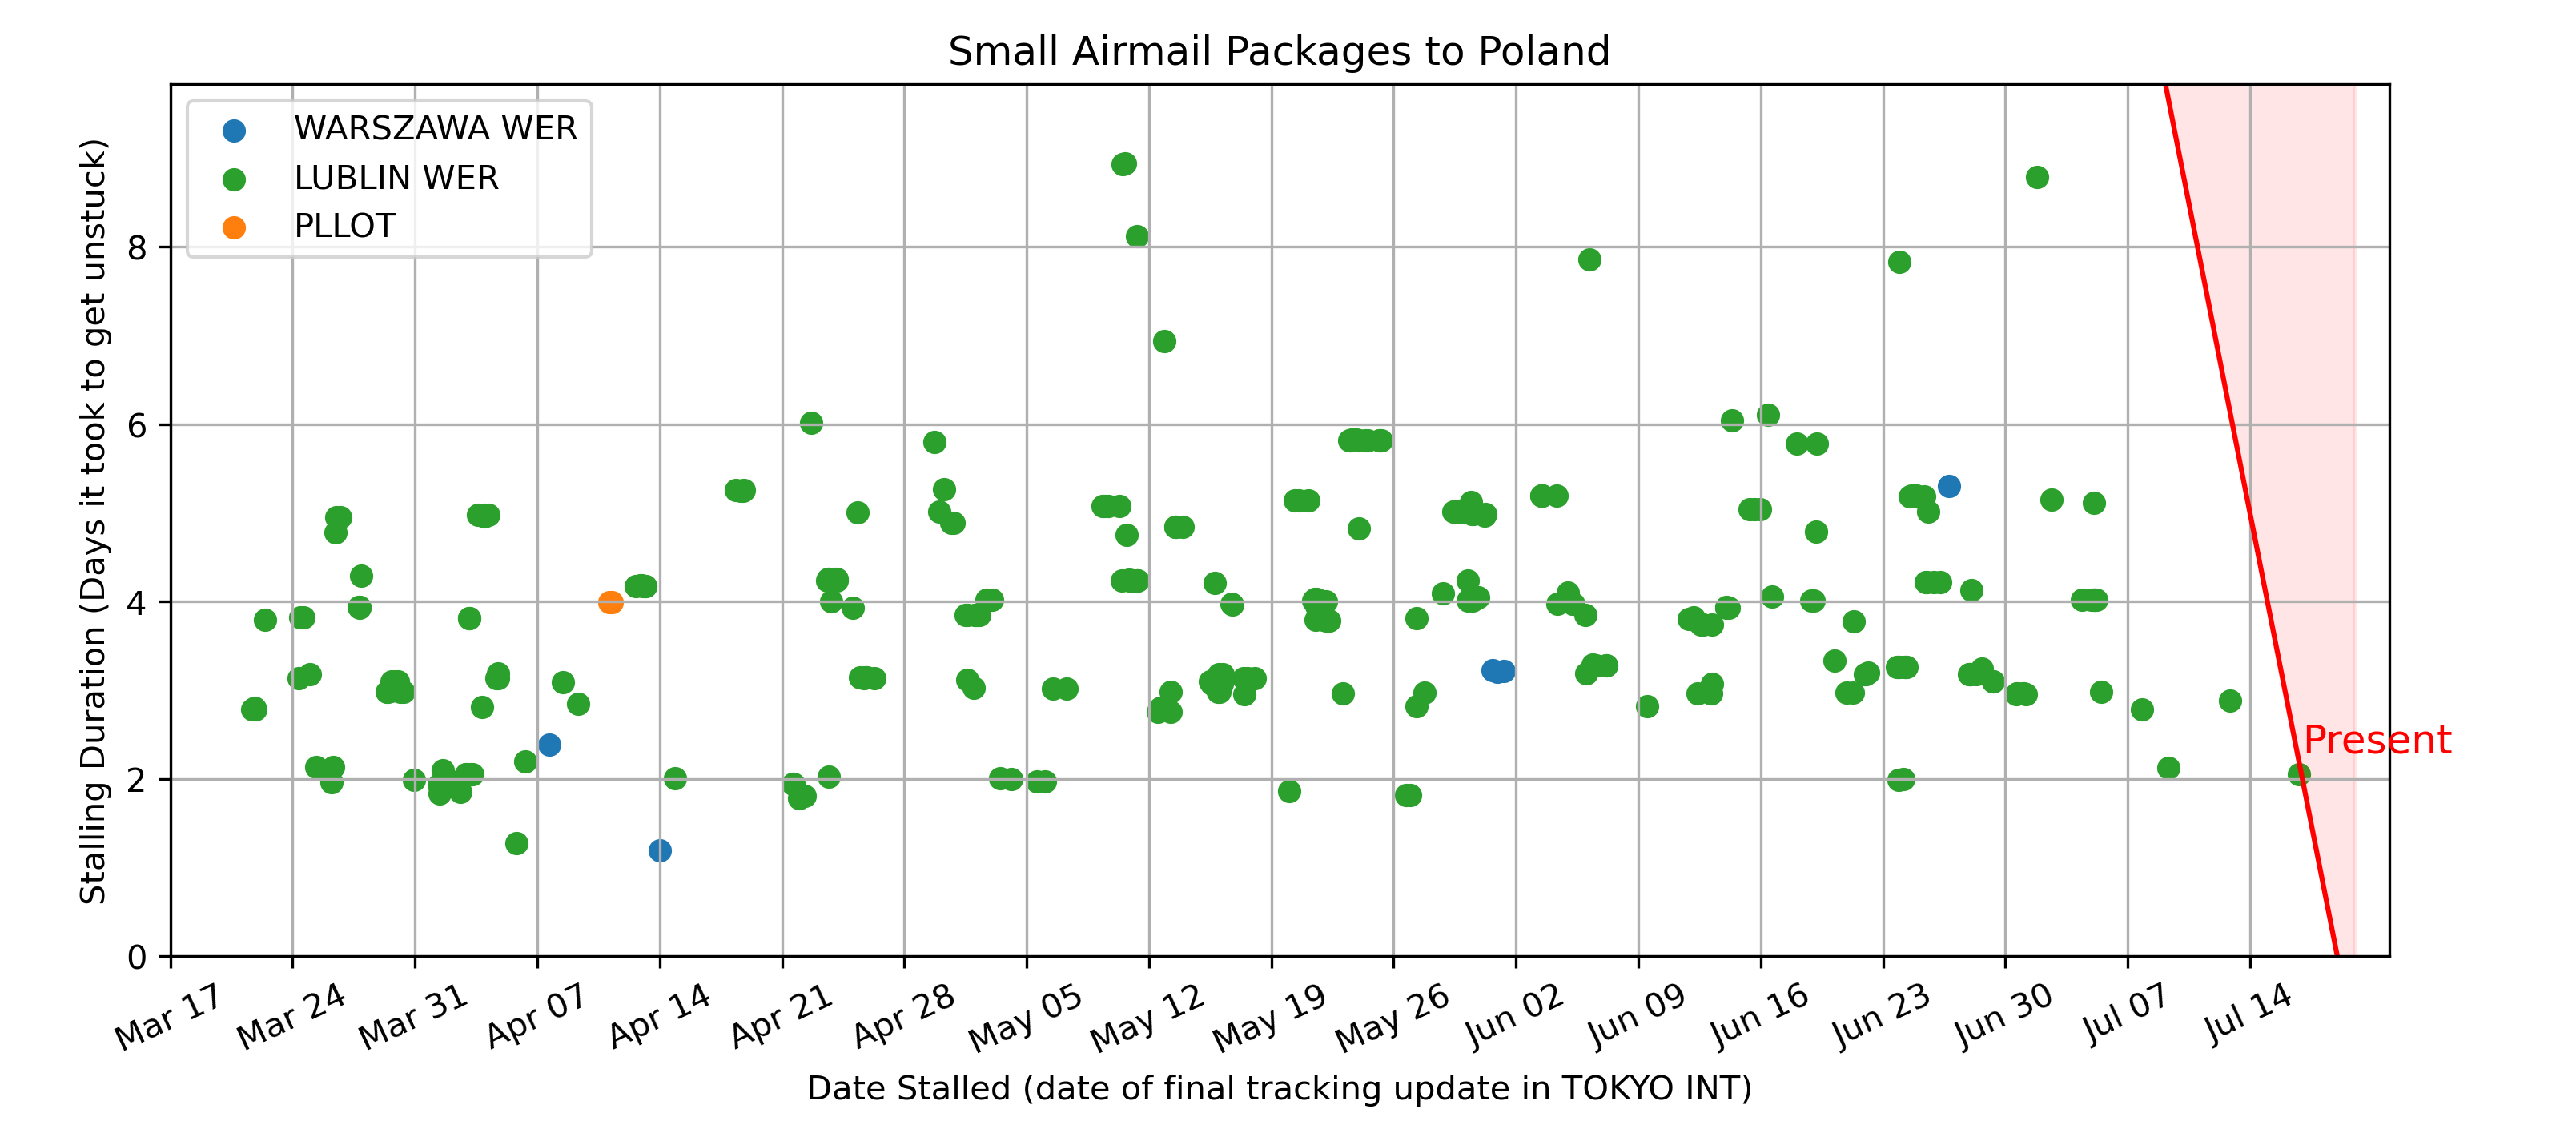 Small Airmail Packages to Poland
WARSZAWA WER
LUBLIN WER
PLLOT
Stalling Duration (Days it took to get unstuck)
8
6
4
2
0
Present
Mar 17
Mar 24
Mar 31
Apr 07
Apr 14
Apr 21
Apr 28
May 05
May 12
May 19
May 26
Jun 02
Jun 09
Jun 16
Jun 23
Jun 30
Jul 07
Jul 14
Date Stalled (date of final tracking update in TOKYO INT)